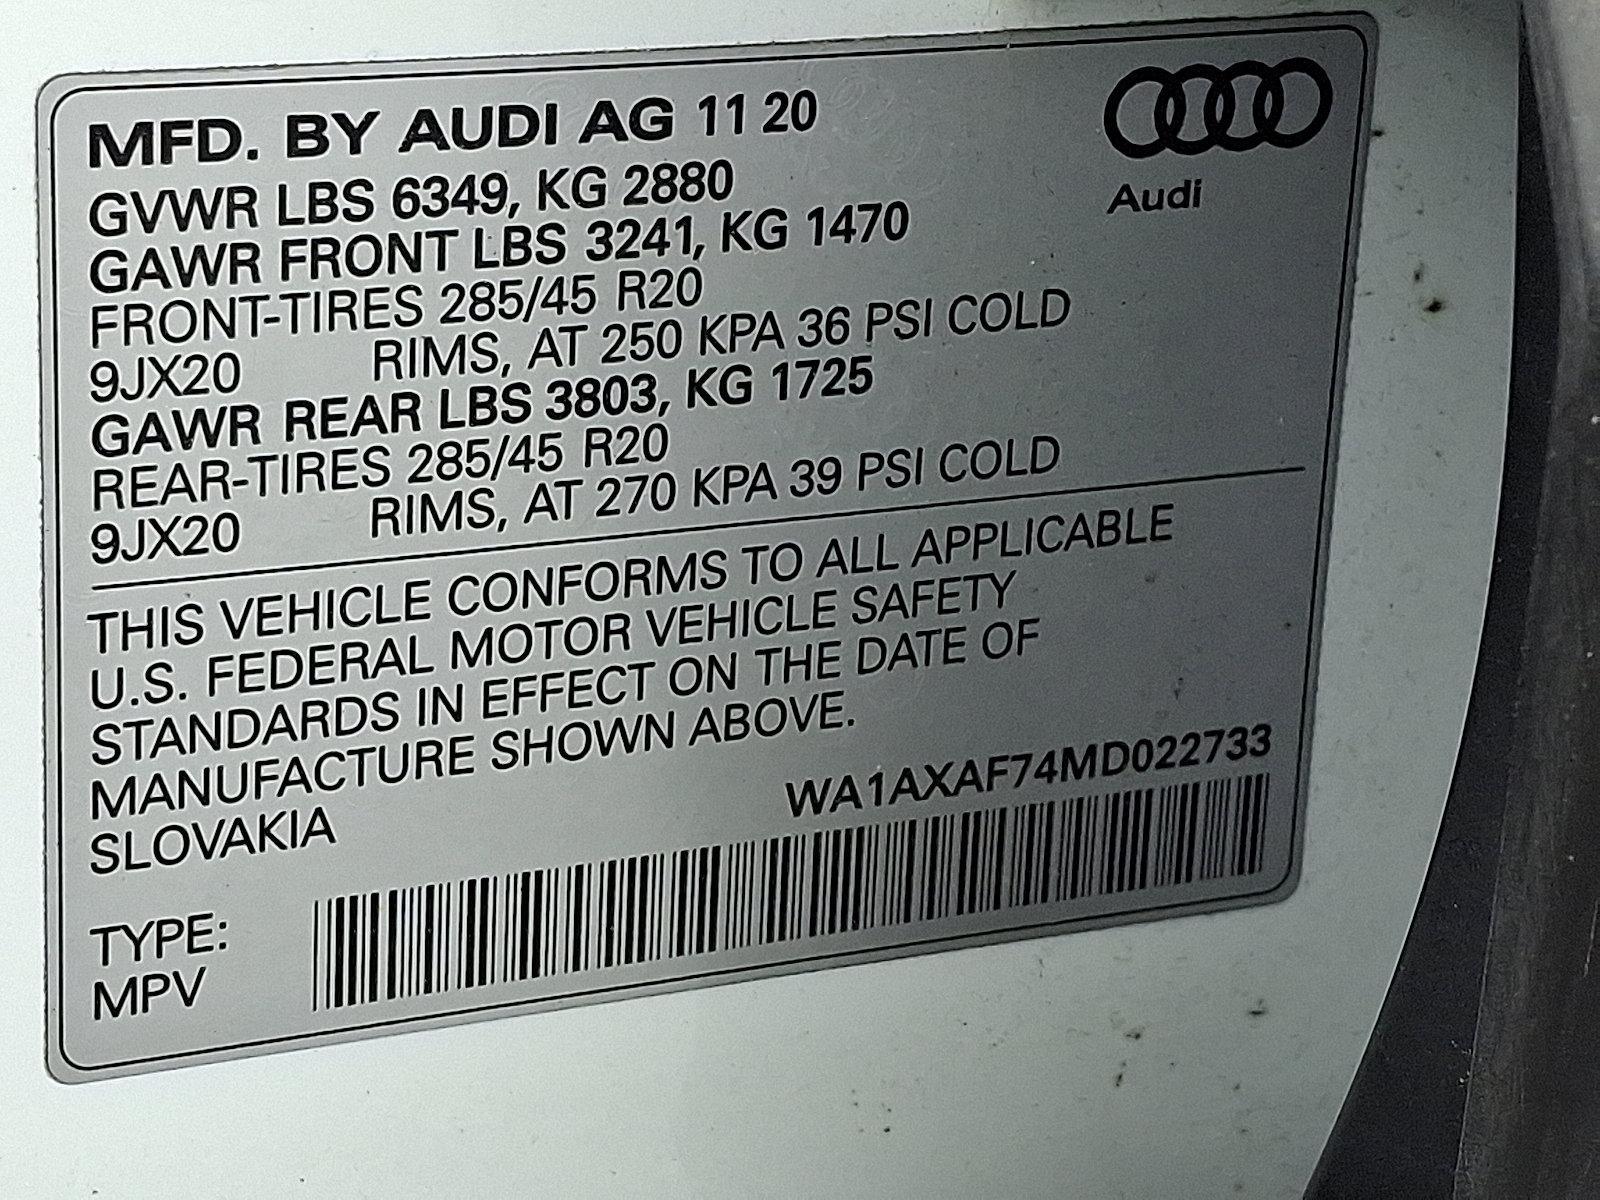 MFD. BY AUDI AG 11 20
Audi
GVWR LBS 6349, KG 2880
GAWR FRONT LBS 3241, KG 1470
FRONT-TIRES 285/45 R20
9JX20 RIMS, AT 250 KPA 36 PSI COLD
GAWR REAR LBS 3803, KG 1725
REAR-TIRES 285/45 R20
9JX20 RIMS, AT 270 KPA 39 PSI COLD
THIS VEHICLE CONFORMS TO ALL APPLICABLE
U.S. FEDERAL MOTOR VEHICLE SAFETY
STANDARDS IN EFFECT ON THE DATE OF
MANUFACTURE SHOWN ABOVE.
SLOVAKIA
WA1AXAF74MD022733
TYPE:
MPV